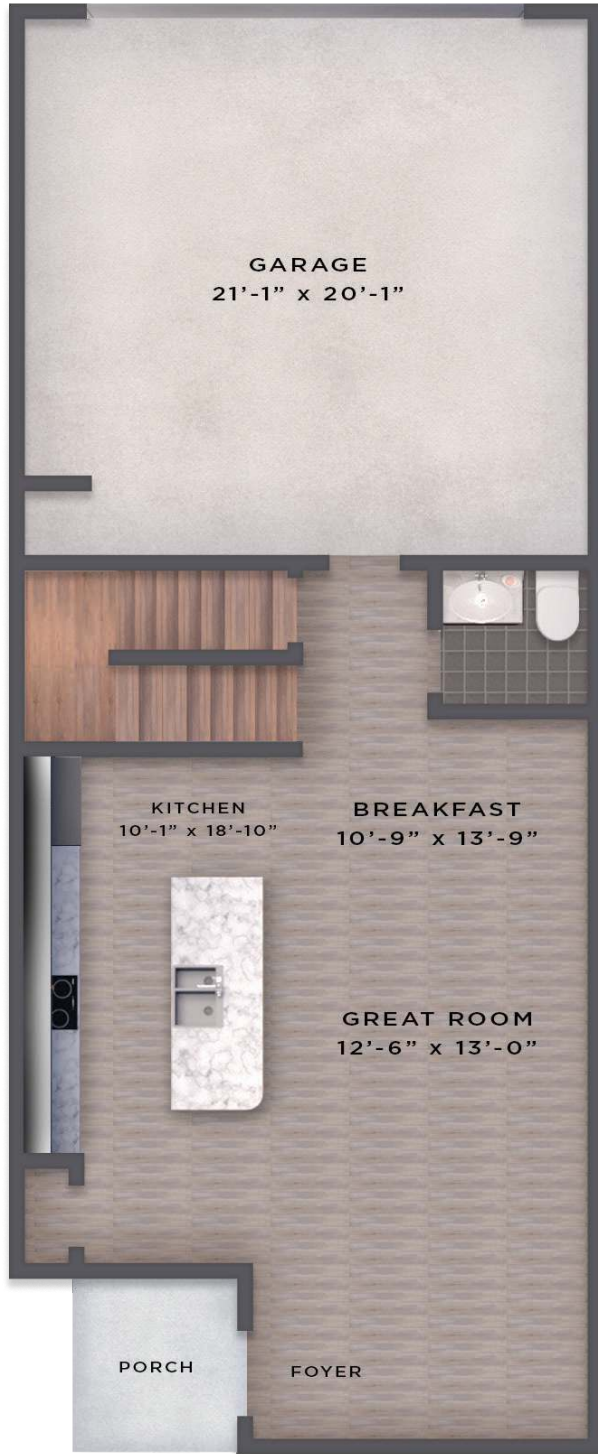 GARAGE
21’-1” x 20’-1”
KITCHEN
10’-1” x 18’-10”
BREAKFAST
10’-9” x 13’-9”
GREAT ROOM
12’-6” x 13’-0”
PORCH
FOYER